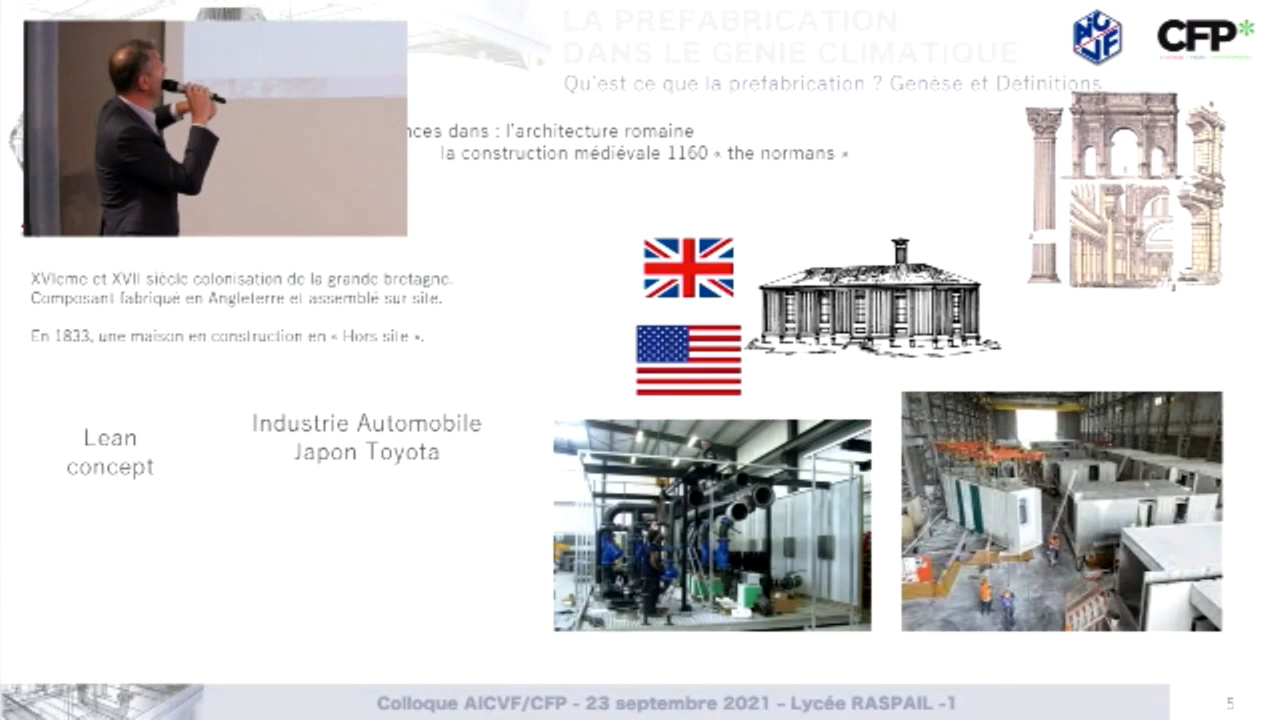 LA PREFABRICATION
DANS LE GÉNIE CLIMATIQUE
Qu'est ce que la prefabrication ? Genèse et Définitions
AICVF
CFP*
nces dans : l'architecture romaine
la construction médiévale 1160 « the normans »
XVIeme et XVII siècle colonisation de la grande bretagne.
Composant fabriqué en Angleterre et assemblé sur site.
En 1833, une maison en construction en « Hors site ».
Lean
concept
Industrie Automobile
Japon Toyota
Colloque AICVF/CFP - 23 septembre 2021 - Lycée RASPAIL -1
5